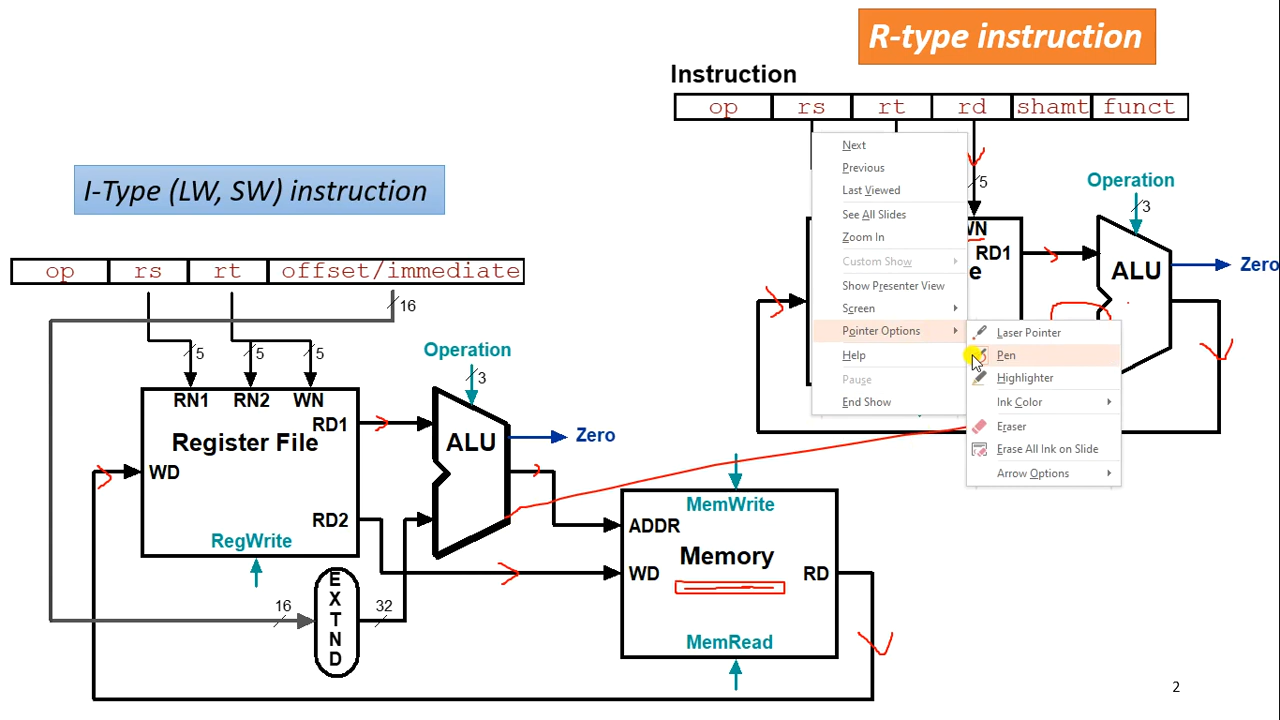 R-type instruction
Instruction
op rs rt rd shamt funct
5
WN
RD1
e
Operation
3
ALU
Zero
Next
Previous
Last Viewed
See All Slides
Zoom In
Custom Show
Show Presenter View
Screen
Pointer Options
Help
Pause
End Show
Laser Pointer
Pen
Highlighter
Ink Color
Eraser
Erase All Ink on Slide
Arrow Options
I-Type (LW, SW) instruction
op rs rt offset/immediate
16
5 5 5
RN1 RN2 WN
RD1
Register File
WD
RD2
RegWrite
Operation
3
ALU
Zero
16
EXTND
32
MemWrite
ADDR
Memory
WD
RD
MemRead
2